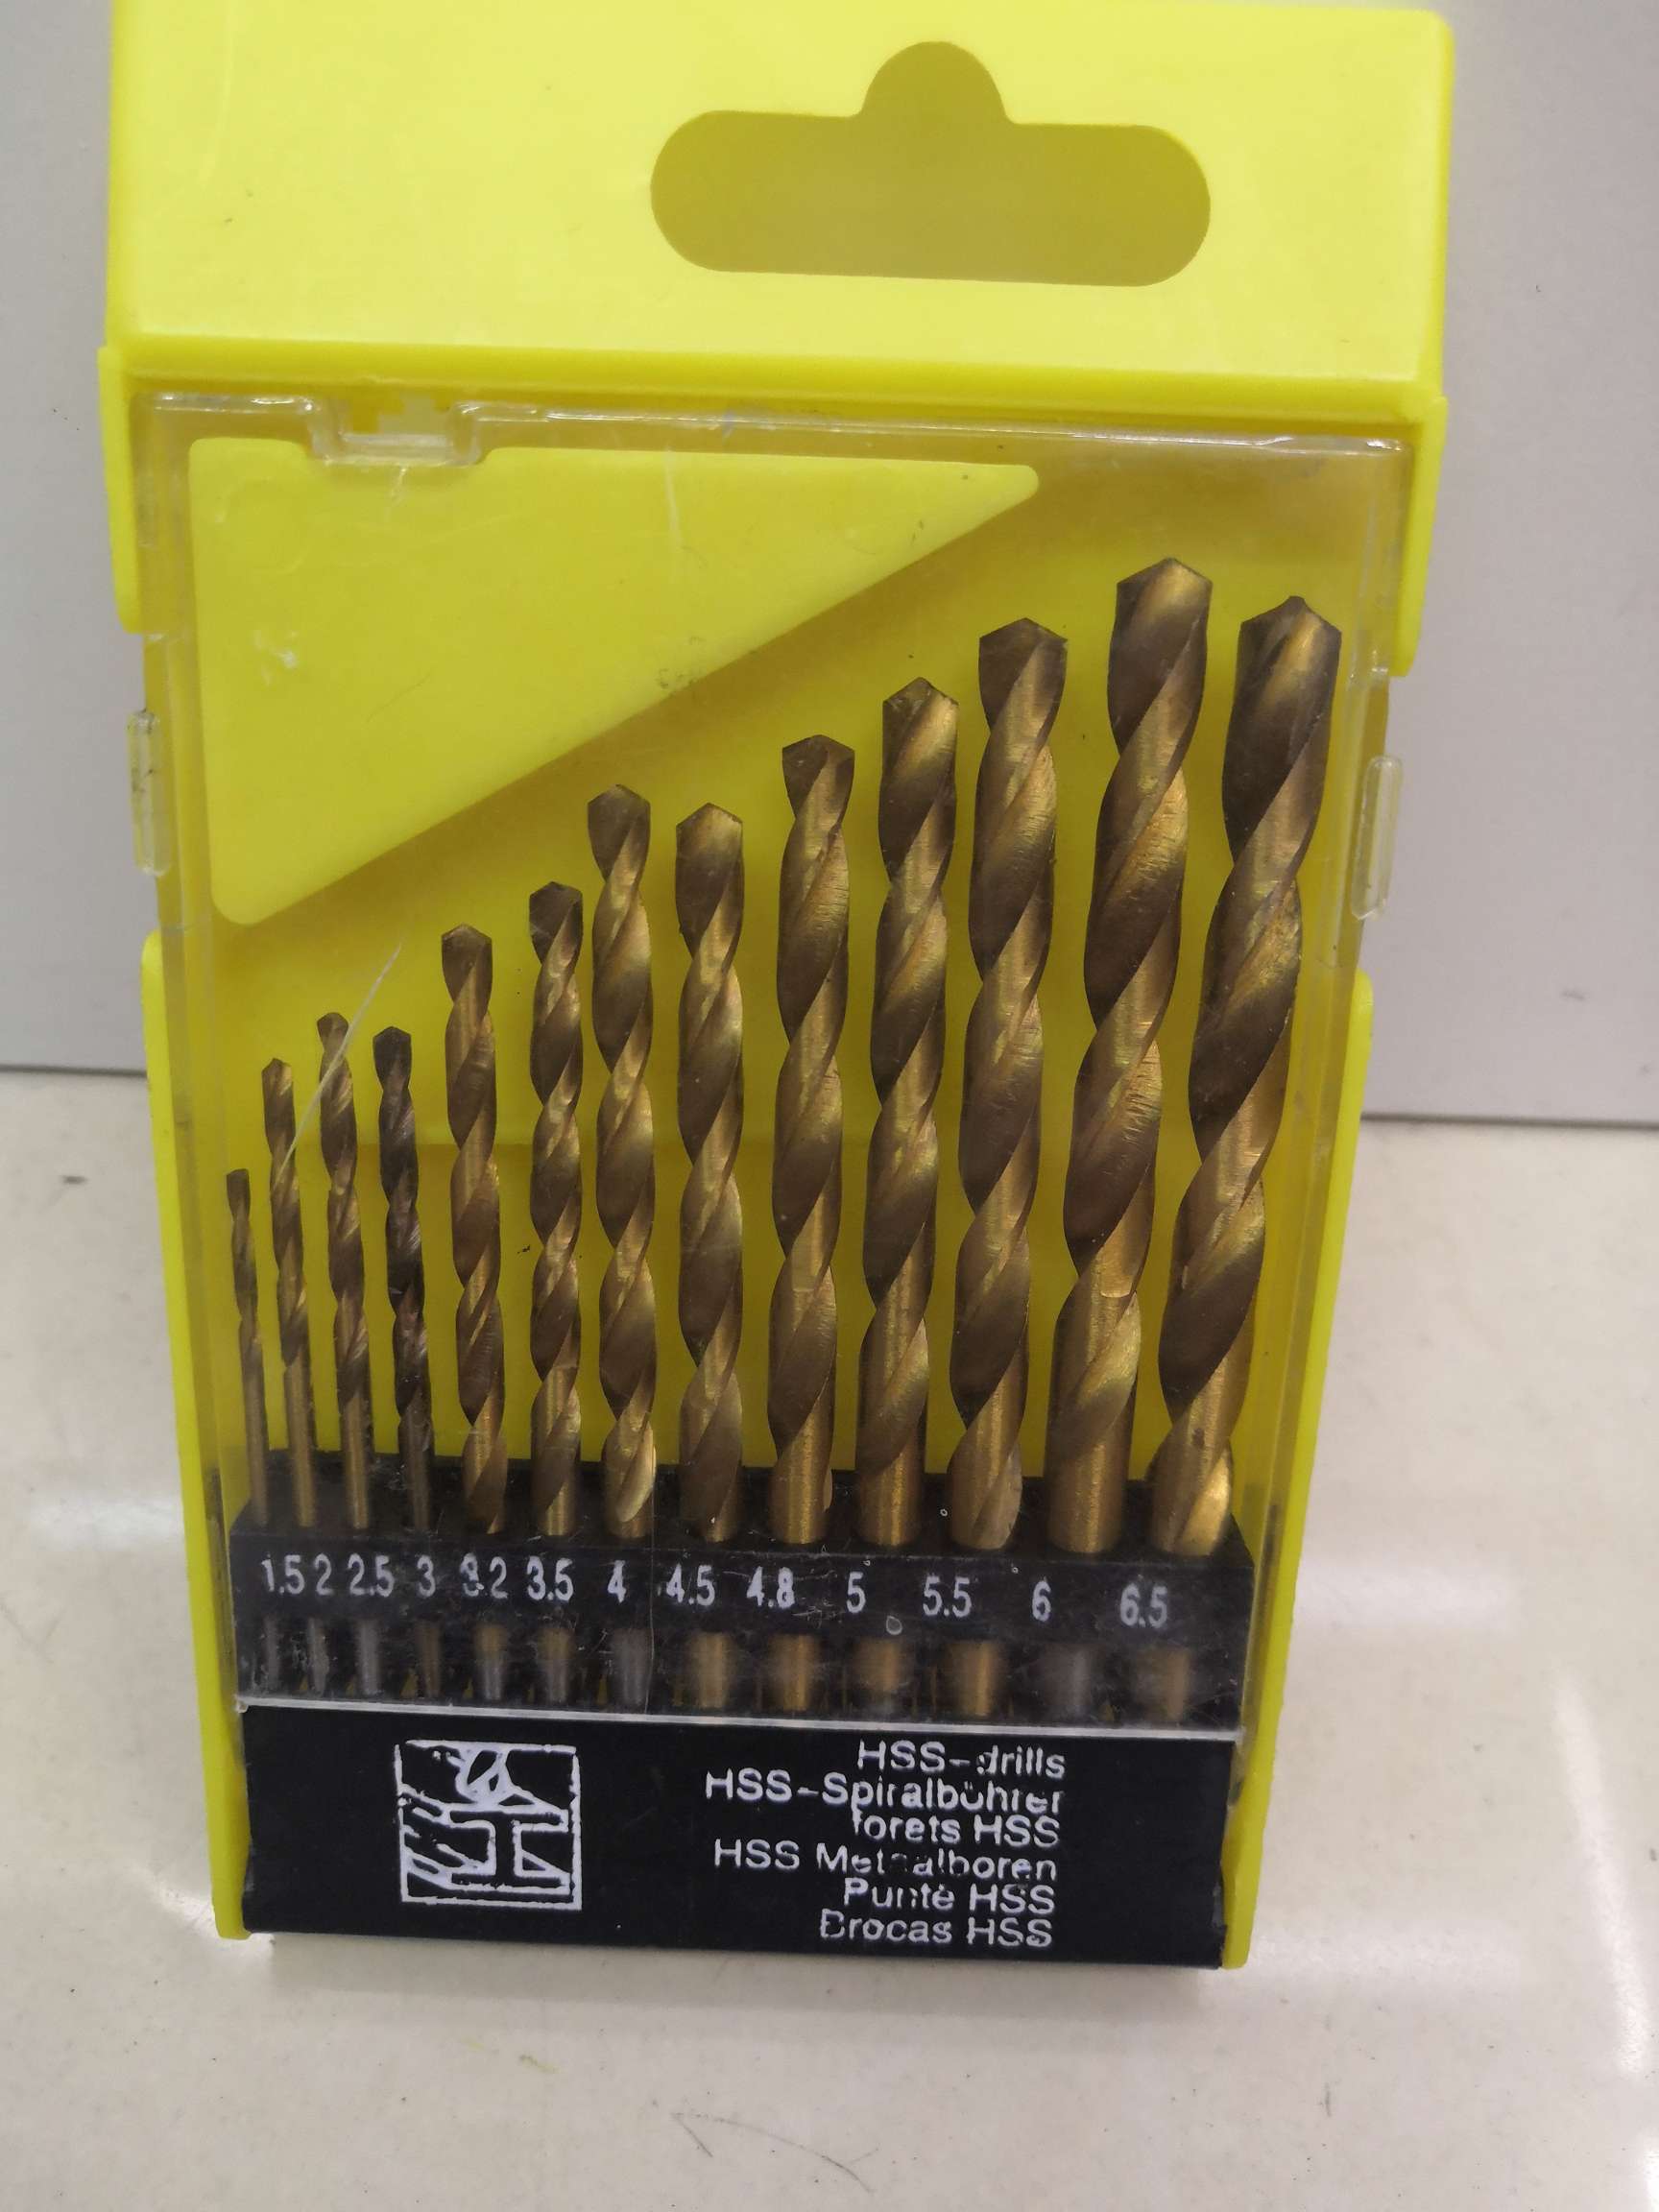 1.5 2 2.5 3 3.2 3.5 4 4.5 4.8 5 5.5 6 6.5
HSS-drills
HSS-Spiralbohrer
forets HSS
HSS Metaalboren
Punte HSS
Brocas HSS